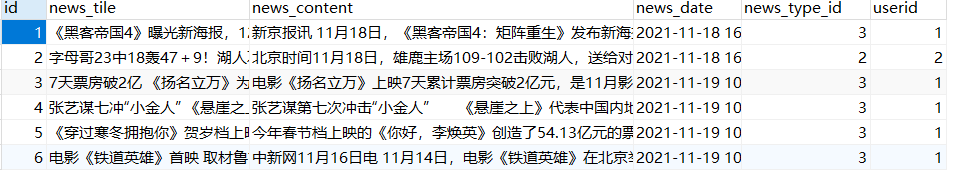 id news_tile news_content news_date news_type_id userid
1 《黑客帝国4》曝光新海报，12 新京报讯 11月18日，《黑客帝国4：矩阵重生》发布新海 2021-11-18 16 3 1
2 字母哥23中18轰47＋9！湖人 北京时间11月18日，雄鹿主场109-102击败湖人，送给对 2021-11-18 16 2 2
3 7天票房破2亿 《扬名立万》为 电影《扬名立万》上映7天累计票房突破2亿元，是11月影 2021-11-19 10 3 1
4 张艺谋七冲“小金人” 《悬崖之 张艺谋第七次冲击“小金人” 《悬崖之上》代表中国内地 2021-11-19 10 3 1
5 《穿过寒冬拥抱你》贺岁档上映 今年春节档上映的《你好，李焕英》创造了54.13亿元的票 2021-11-19 10 3 1
6 电影《铁道英雄》首映 取材鲁 中新网11月16日电 11月14日，电影《铁道英雄》在北京 2021-11-19 10 3 1